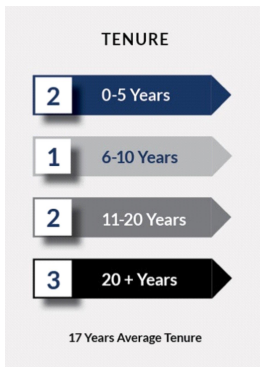 TENURE
2 0-5 Years
1 6-10 Years
2 11-20 Years
3 20 + Years
17 Years Average Tenure